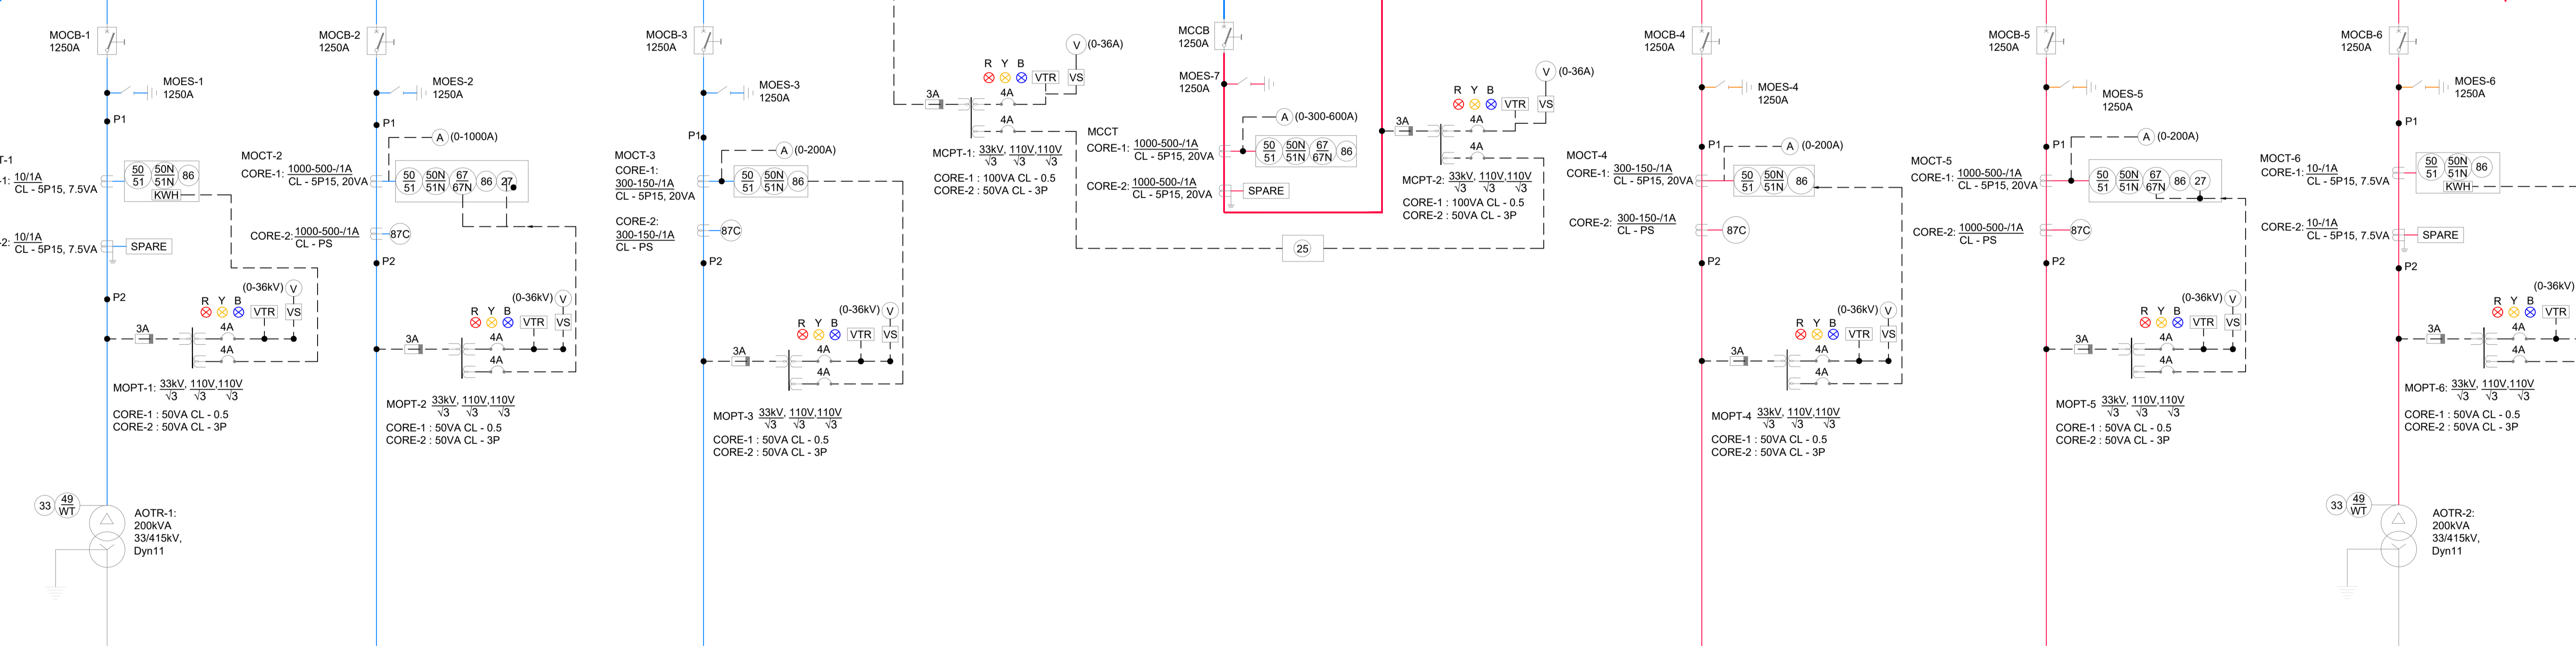 MOCB-1
1250A
MOES-1
1250A
P1
T-1
-1: 10/1A
CL - 5P15, 7.5VA
50
51
50N
51N
86
KWH
-2: 10/1A
CL - 5P15, 7.5VA
SPARE
P2
R Y B
VTR
(0-36kV)
V
VS
3A
4A
4A
MOPT-1: 33kV, 110V,110V
√3 √3 √3
CORE-1 : 50VA CL - 0.5
CORE-2 : 50VA CL - 3P
33
49
WT
AOTR-1:
200kVA
33/415kV,
Dyn11
MOCB-2
1250A
MOES-2
1250A
P1
A
(0-1000A)
MOCT-2
CORE-1: 1000-500-/1A
CL - 5P15, 20VA
50
51
50N
51N
67
67N
86
27
CORE-2: 1000-500-/1A
CL - PS
87C
P2
(0-36kV)
V
R Y B
VTR
VS
3A
4A
4A
MOPT-2 33kV, 110V,110V
√3 √3 √3
CORE-1 : 50VA CL - 0.5
CORE-2 : 50VA CL - 3P
MOCB-3
1250A
MOES-3
1250A
P1
A
(0-200A)
MOCT-3
CORE-1:
300-150-/1A
CL - 5P15, 20VA
50
51
50N
51N
86
CORE-2:
300-150-/1A
CL - PS
87C
P2
(0-36kV)
V
R Y B
VTR
VS
3A
4A
4A
MOPT-3 33kV, 110V,110V
√3 √3 √3
CORE-1 : 50VA CL - 0.5
CORE-2 : 50VA CL - 3P
V
(0-36A)
R Y B
VTR
VS
3A
4A
4A
MCPT-1: 33kV, 110V,110V
√3 √3 √3
CORE-1 : 100VA CL - 0.5
CORE-2 : 50VA CL - 3P
MCCB
1250A
MOES-7
1250A
A
(0-300-600A)
MCCT
CORE-1: 1000-500-/1A
CL - 5P15, 20VA
50
51
50N
51N
67
67N
86
CORE-2: 1000-500-/1A
CL - 5P15, 20VA
SPARE
25
V
(0-36A)
R Y B
VTR
VS
3A
4A
4A
MCPT-2: 33kV, 110V,110V
√3 √3 √3
CORE-1 : 100VA CL - 0.5
CORE-2 : 50VA CL - 3P
MOCB-4
1250A
MOES-4
1250A
P1
A
(0-200A)
MOCT-4
CORE-1: 300-150-/1A
CL - 5P15, 20VA
50
51
50N
51N
86
CORE-2: 300-150-/1A
CL - PS
87C
P2
(0-36kV)
V
R Y B
VTR
VS
3A
4A
4A
MOPT-4 33kV, 110V,110V
√3 √3 √3
CORE-1 : 50VA CL - 0.5
CORE-2 : 50VA CL - 3P
MOCB-5
1250A
MOES-5
1250A
P1
A
(0-200A)
MOCT-5
CORE-1: 1000-500-/1A
CL - 5P15, 20VA
50
51
50N
51N
67
67N
86
27
CORE-2: 1000-500-/1A
CL - PS
87C
P2
(0-36kV)
V
R Y B
VTR
VS
3A
4A
4A
MOPT-5 33kV, 110V,110V
√3 √3 √3
CORE-1 : 50VA CL - 0.5
CORE-2 : 50VA CL - 3P
MOCB-6
1250A
MOES-6
1250A
P1
MOCT-6
CORE-1: 10-/1A
CL - 5P15, 7.5VA
50
51
50N
51N
86
KWH
CORE-2: 10-/1A
CL - 5P15, 7.5VA
SPARE
P2
(0-36kV)
R Y B
VTR
3A
4A
4A
MOPT-6: 33kV, 110V,110V
√3 √3 √3
CORE-1 : 50VA CL - 0.5
CORE-2 : 50VA CL - 3P
33
49
WT
AOTR-2:
200kVA
33/415kV,
Dyn11